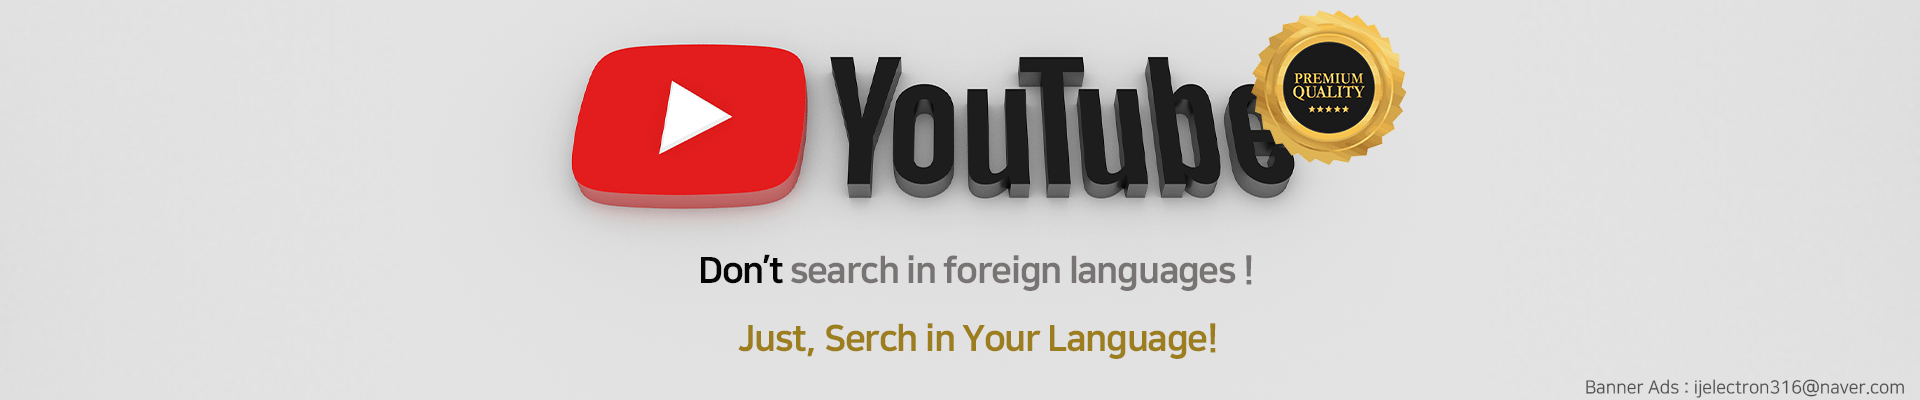 YouTube
PREMIUM
QUALITY
Don't search in foreign languages !
Just, Serch in Your Language!
Banner Ads : ijelectron316@naver.com